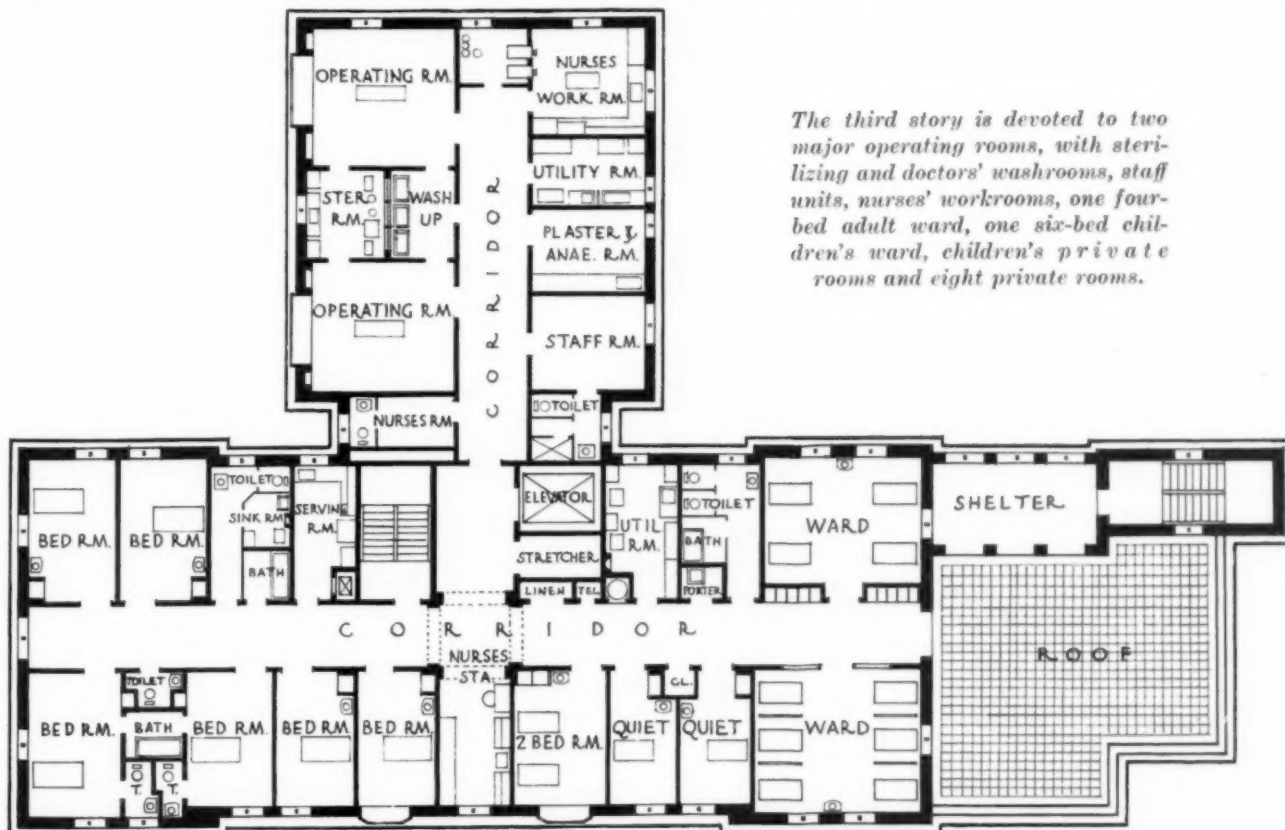 OPERATING RM.
NURSES
WORK RM.
The third story is devoted to two
major operating rooms, with steri-
lizing and doctors' washrooms, staff
units, nurses' workrooms, one four-
bed adult ward, one six-bed chil-
dren's ward, children's private
rooms and eight private rooms.
UTILITY RM.
STER.
RM.
WASH
UP
CORRIDOR
PLASTER &
ANAE. RM.
OPERATING RM.
STAFF RM.
NURSES RM.
TOILET
BED RM.
BED RM.
TOILET
SINK RM.
BATH
SERVING
RM.
ELEVATOR
STRETCHER
LINEN
TEL.
UTIL.
RM.
TOILET
BATH
PORTER
WARD
SHELTER
CORRIDOR
NURSES
STA.
ROOF
BED RM.
TOILET
BATH
T.
T.
BED RM.
BED RM.
BED RM.
2 BED RM.
QUIET
CL.
QUIET
WARD